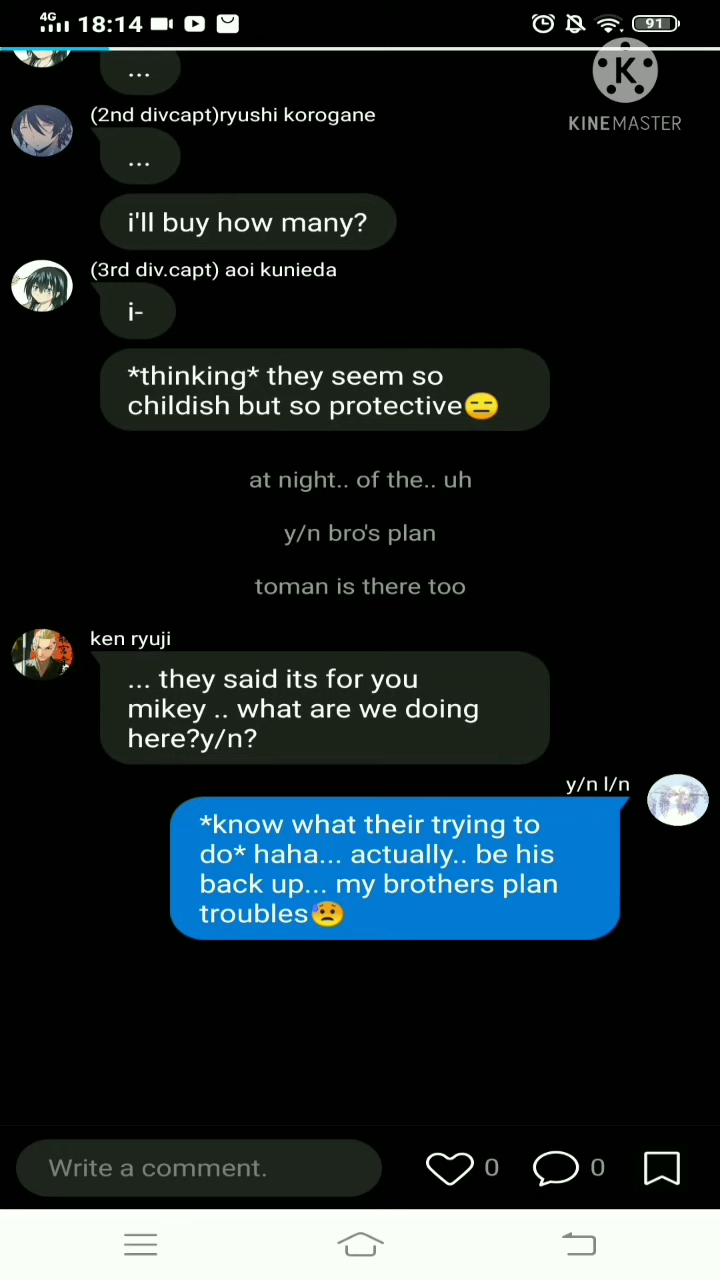 4G 18:14 91
K
KINEMASTER
...
(2nd divcapt)ryushi korogane
...
i'll buy how many?
(3rd div.capt) aoi kunieda
i-
*thinking* they seem so
childish but so protective😑
at night.. of the.. uh
y/n bro's plan
toman is there too
ken ryuji
... they said its for you
mikey .. what are we doing
here?y/n?
y/n l/n
*know what their trying to
do* haha... actually.. be his
back up... my brothers plan
troubles😥
Write a comment.
0
0